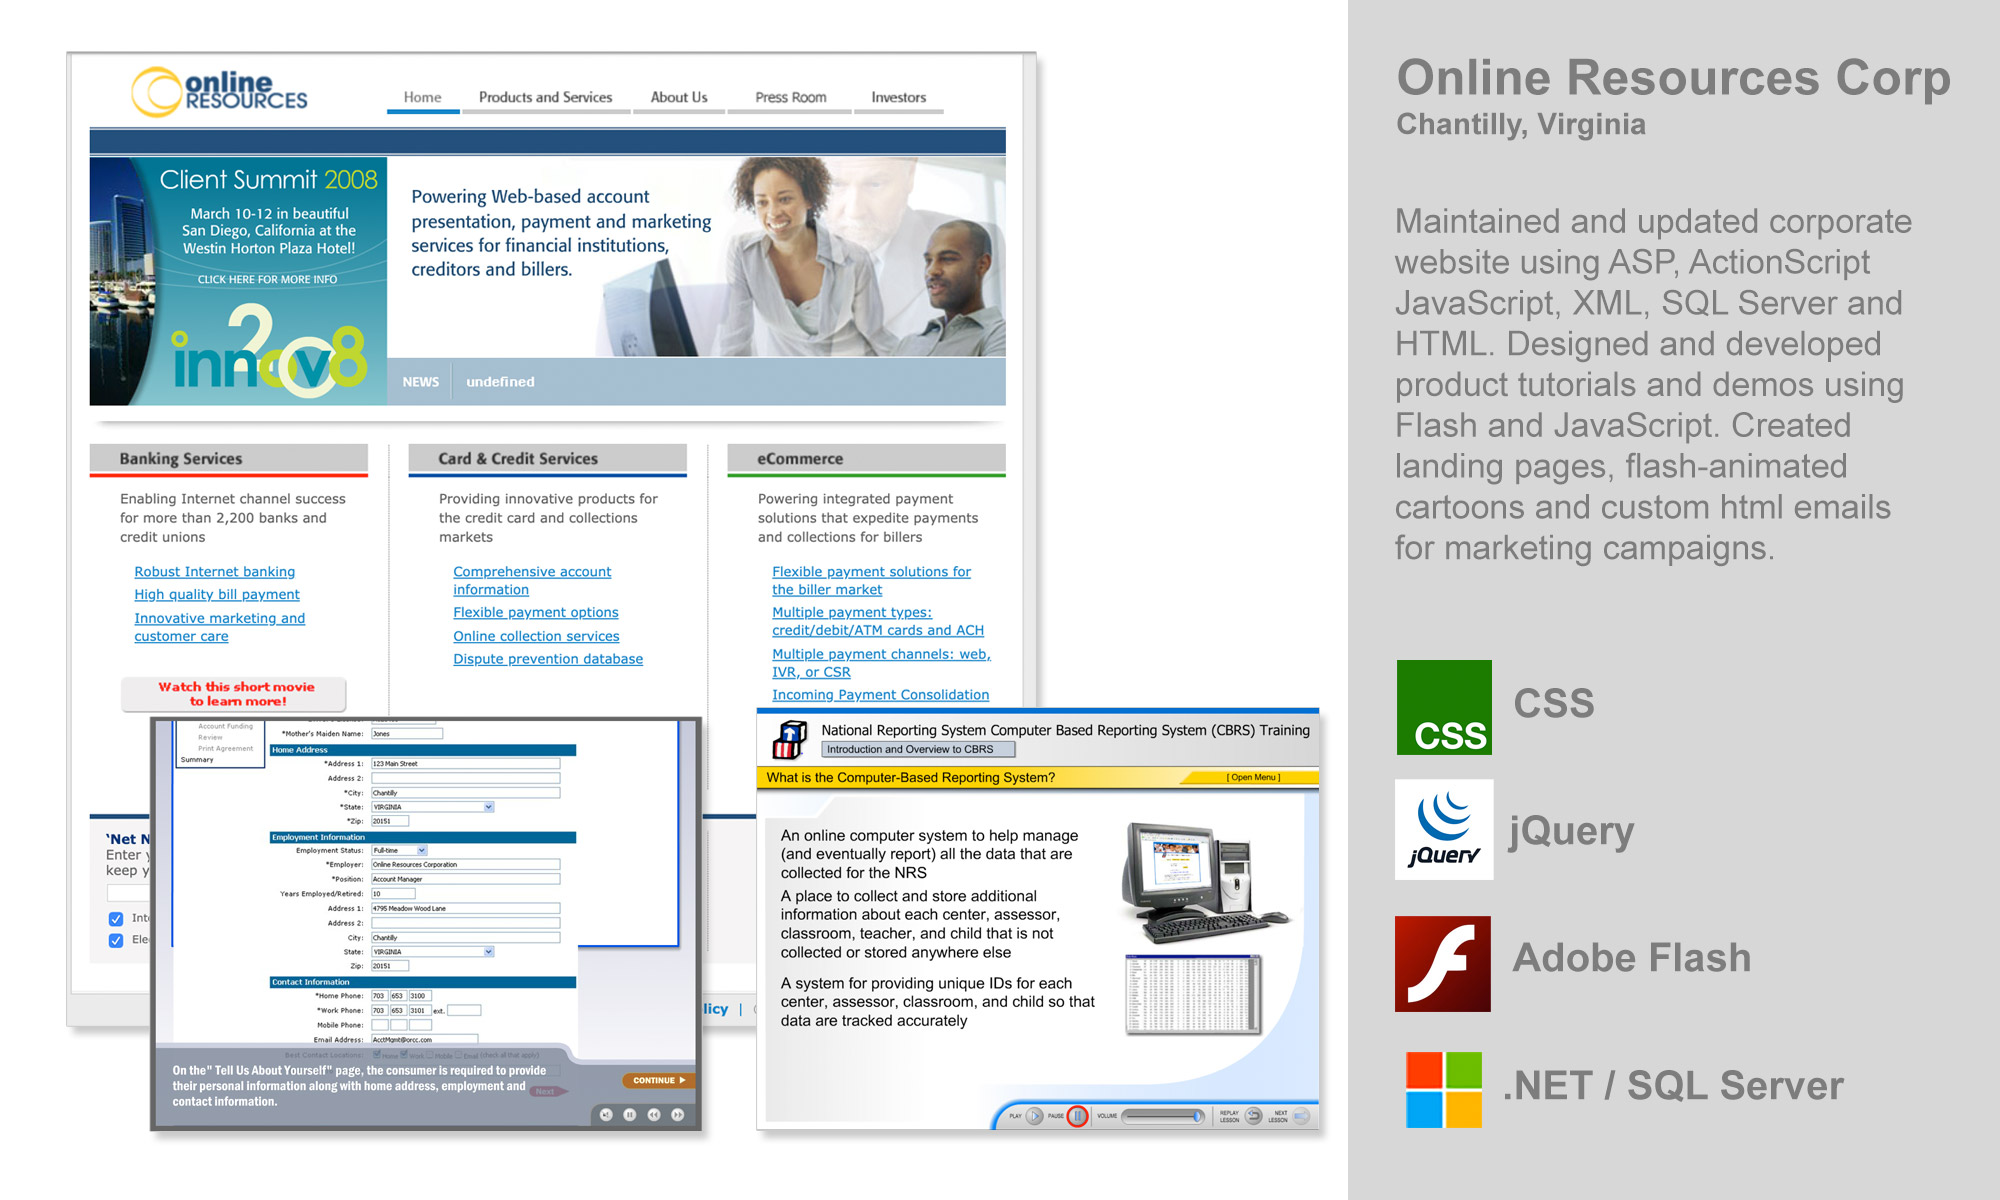 online
RESOURCES
Home
Products and Services
About Us
Press Room
Investors
Client Summit 2008
March 10-12 in beautiful
San Diego, California at the
Westin Horton Plaza Hotel!
CLICK HERE FOR MORE INFO
innov8
2008
Powering Web-based account
presentation, payment and marketing
services for financial institutions,
creditors and billers.
NEWS
undefined
Banking Services
Enabling Internet channel success
for more than 2,200 banks and
credit unions
Robust Internet banking
High quality bill payment
Innovative marketing and
customer care
Watch this short movie
to learn more!
Card & Credit Services
Providing innovative products for
the credit card and collections
markets
Comprehensive account
information
Flexible payment options
Online collection services
Dispute prevention database
eCommerce
Powering integrated payment
solutions that expedite payments
and collections for billers
Flexible payment solutions for
the biller market
Multiple payment types:
credit/debit/ATM cards and ACH
Multiple payment channels: web,
IVR, or CSR
Incoming Payment Consolidation
'Net N
Enter y
keep y
Inte
Elec
licy |
Account Funding
Review
Print Agreement
Summary
*Mother's Maiden Name: Jones
Home Address
*Address 1: 123 Main Street
Address 2:
*City: Chantilly
*State: VIRGINIA
*Zip: 20151
Employment Information
Employment Status: Full-time
*Employer: Online Resources Corporation
*Position: Account Manager
Years Employed/Retired: 10
Address 1: 4795 Meadow Wood Lane
Address 2:
City: Chantilly
State: VIRGINIA
Zip: 20151
Contact Information
*Home Phone: 703 653 3100
*Work Phone: 703 653 3101 ext.
Mobile Phone:
Email Address: AcctMgmt@orcc.com
Best Contact Locations: Home Work Mobile Email (check all that apply)
On the" Tell Us About Yourself" page, the consumer is required to provide
their personal information along with home address, employment and
contact information.
Next
CONTINUE
National Reporting System Computer Based Reporting System (CBRS) Training
Introduction and Overview to CBRS
What is the Computer-Based Reporting System?
[ Open Menu ]
An online computer system to help manage
(and eventually report) all the data that are
collected for the NRS
A place to collect and store additional
information about each center, assessor,
classroom, teacher, and child that is not
collected or stored anywhere else
A system for providing unique IDs for each
center, assessor, classroom, and child so that
data are tracked accurately
PLAY
PAUSE
VOLUME
REPLAY
LESSON
NEXT
LESSON
Online Resources Corp
Chantilly, Virginia
Maintained and updated corporate
website using ASP, ActionScript
JavaScript, XML, SQL Server and
HTML. Designed and developed
product tutorials and demos using
Flash and JavaScript. Created
landing pages, flash-animated
cartoons and custom html emails
for marketing campaigns.
CSS
CSS
jQuery
jQuery
Adobe Flash
.NET / SQL Server